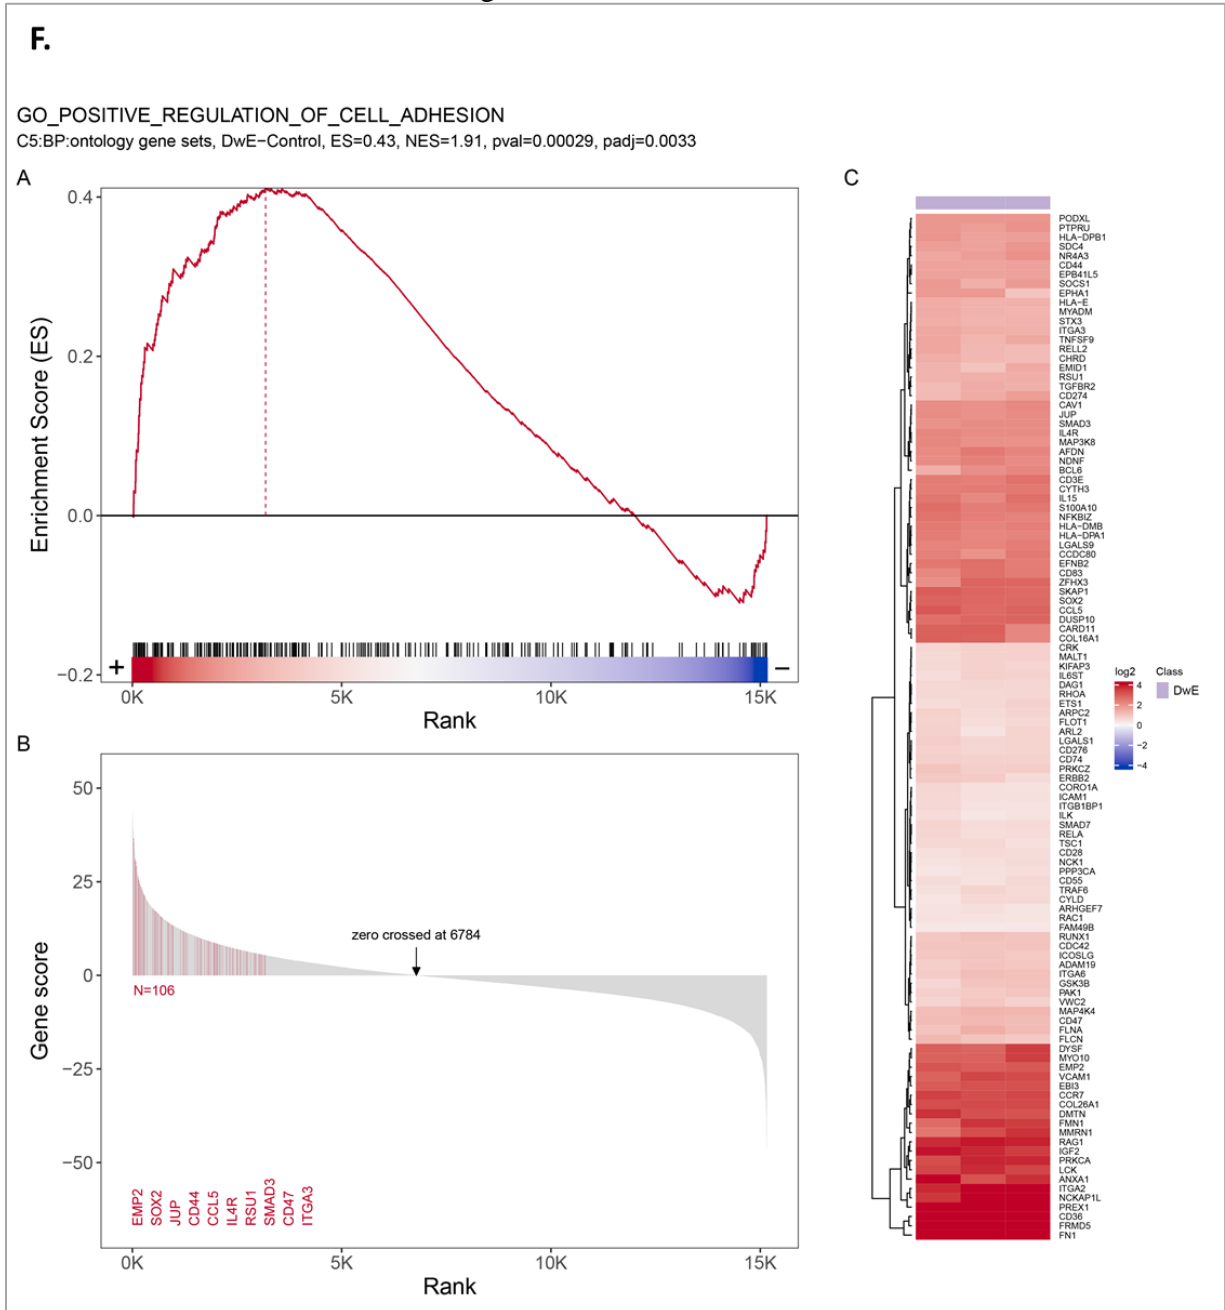 F.
GO_POSITIVE_REGULATION_OF_CELL_ADHESION
C5:BP:ontology gene sets, DwE−Control, ES=0.43, NES=1.91, pval=0.00029, padj=0.0033
A
Enrichment Score (ES)
0.4
0.2
0.0
−0.2
+
−
0K
5K
10K
15K
Rank
B
Gene score
50
25
0
−25
−50
zero crossed at 6784
N=106
EMP2
SOX2
JUP
CD44
CCL5
IL4R
RSU1
SMAD3
CD47
ITGA3
0K
5K
10K
15K
Rank
C
PODXL
PTPRU
HLA−DPB1
SDC4
NR4A3
CD44
EPB41L5
SOCS1
EPHA1
HLA−E
MYADM
STX3
ITGA3
TNFSF9
RELL2
CHRD
EMID1
RSU1
TGFBR2
CD274
CAV1
JUP
SMAD3
IL4R
MAP3K8
AFDN
NDNF
BCL6
CD3E
CYTH3
IL15
S100A10
NFKBIZ
HLA−DMB
HLA−DPA1
LGALS9
CCDC80
EFNB2
CD83
ZFHX3
SKAP1
SOX2
CCL5
DUSP10
CARD11
COL16A1
CRK
MALT1
KIFAP3
IL6ST
DAG1
RHOA
ETS1
ARPC2
FLOT1
ARL2
LGALS1
CD276
CD74
PRKCZ
ERBB2
CORO1A
ICAM1
ITGB1BP1
ILK
SMAD7
RELA
TSC1
CD28
NCK1
PPP3CA
CD55
TRAF6
CYLD
ARHGEF7
RAC1
FAM49B
RUNX1
CDC42
ICOSLG
ADAM19
ITGA6
GSK3B
PAK1
VWC2
MAP4K4
CD47
FLNA
FLCN
DYSF
MYO10
EMP2
VCAM1
EBI3
CCR7
COL26A1
DMTN
FMN1
MMRN1
RAG1
IGF2
PRKCA
LCK
ANXA1
ITGA2
NCKAP1L
PREX1
CD36
FRMD5
FN1
log2
4
2
0
−2
−4
Class
DwE